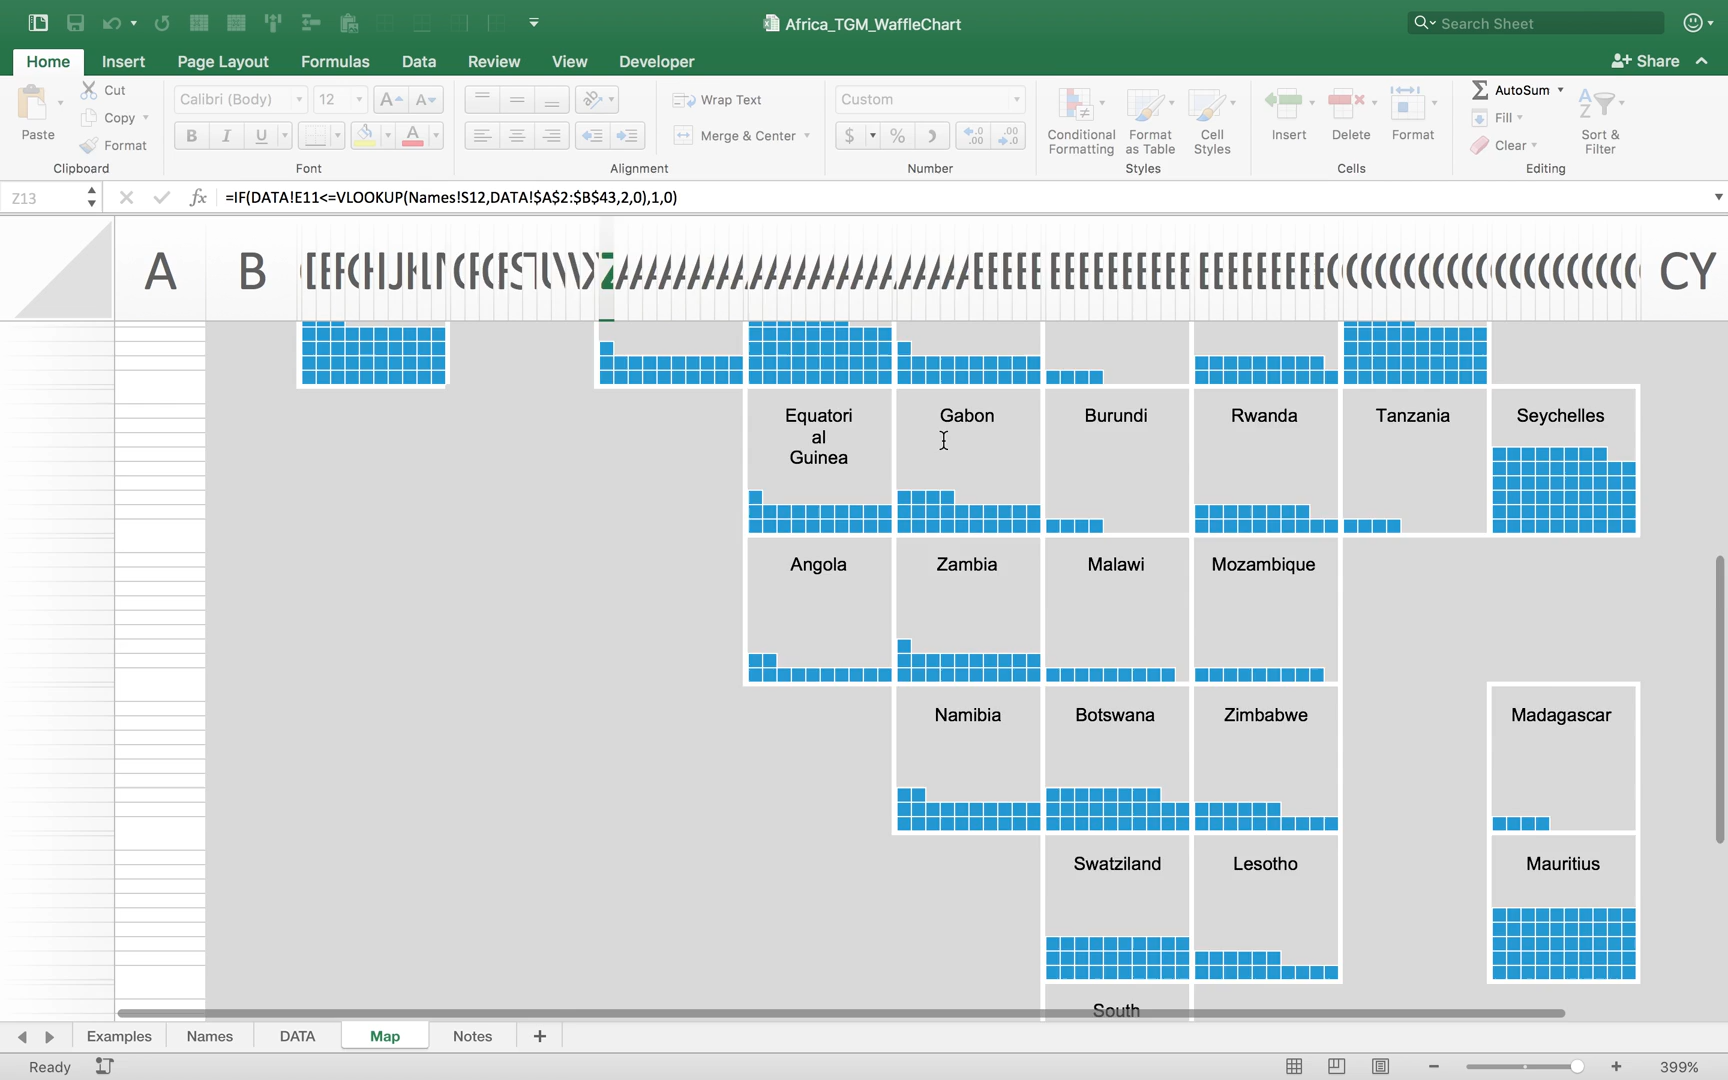 Africa_TGM_WaffleChart
Search Sheet
Home Insert Page Layout Formulas Data Review View Developer
Share
Cut
Copy
Format
Paste
Clipboard
Calibri (Body) 12
B I U
Font
Wrap Text
Merge & Center
Alignment
Custom
$ %
Number
Conditional Formatting
Format as Table
Cell Styles
Styles
Insert
Delete
Format
Cells
AutoSum
Fill
Clear
Sort & Filter
Editing
Z13
fx =IF(DATA!E11<=VLOOKUP(Names!S12,DATA!$A$2:$B$43,2,0),1,0)
A B
CY
Equatori
al
Guinea
Gabon
Burundi
Rwanda
Tanzania
Seychelles
Angola
Zambia
Malawi
Mozambique
Namibia
Botswana
Zimbabwe
Madagascar
Swatziland
Lesotho
Mauritius
South
Examples Names DATA Map Notes +
Ready
399%